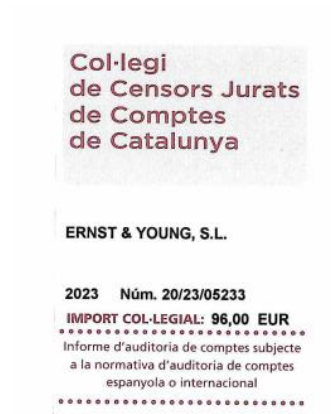 Col·legi
de Censors Jurats
de Comptes
de Catalunya
ERNST & YOUNG, S.L.
2023 Núm. 20/23/05233
IMPORT COL·LEGIAL: 96,00 EUR
Informe d'auditoria de comptes subjecte
a la normativa d'auditoria de comptes
espanyola o internacional